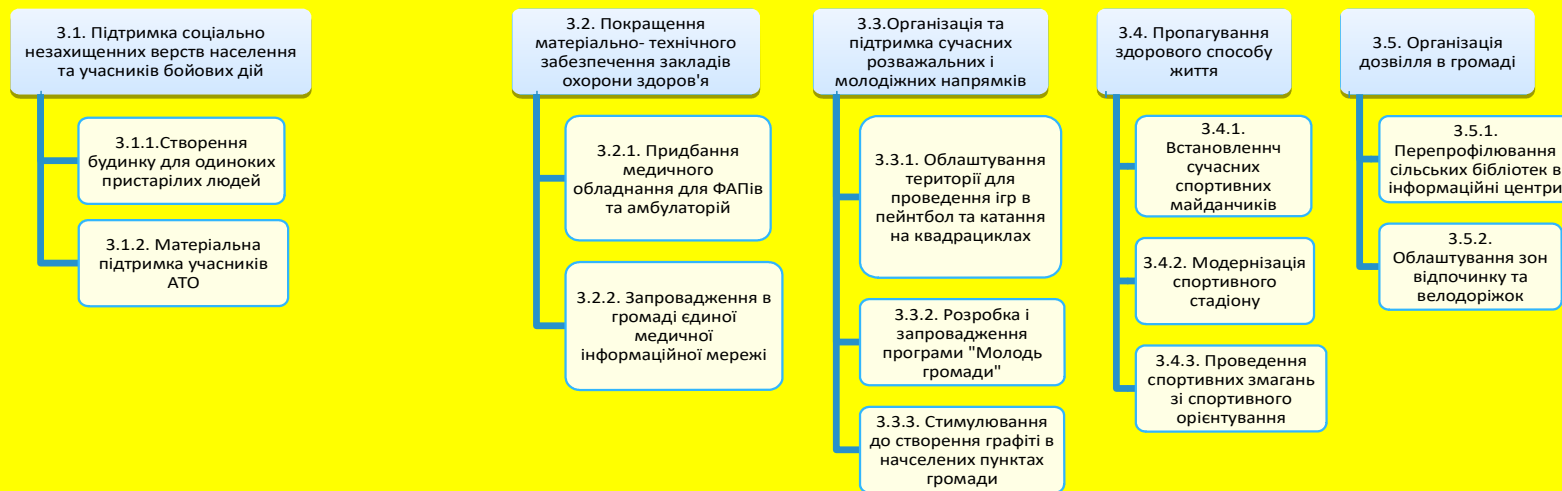 3.1. Підтримка соціально
незахищенних верств населення
та учасників бойових дій
3.1.1.Створення
будинку для одиноких
пристарілих людей
3.1.2. Матеріальна
підтримка учасників
АТО
3.2. Покращення
матеріально- технічного
забезпечення закладів
охорони здоров'я
3.2.1. Придбання
медичного
обладнання для ФАПів
та амбулаторій
3.2.2. Запровадження в
громаді єдиної
медичної
інформаційної мережі
3.3.Організація та
підтримка сучасних
розважальних і
молодіжних напрямків
3.3.1. Облаштування
території для
проведення ігр в
пейнтбол та катання
на квадрациклах
3.3.2. Розробка і
запровадження
програми "Молодь
громади"
3.3.3. Стимулювання
до створення графіті в
начселених пунктах
громади
3.4. Пропагування
здорового способу
життя
3.4.1.
Встановленнч
сучасних
спортивних
майданчиків
3.4.2. Модернізація
спортивного
стадіону
3.4.3. Проведення
спортивних змагань
зі спортивного
орієнтування
3.5. Організація
дозвілля в громаді
3.5.1.
Перепрофілювання
сільських бібліотек в
інформаційні центри
3.5.2.
Облаштування зон
відпочинку та
велодоріжок